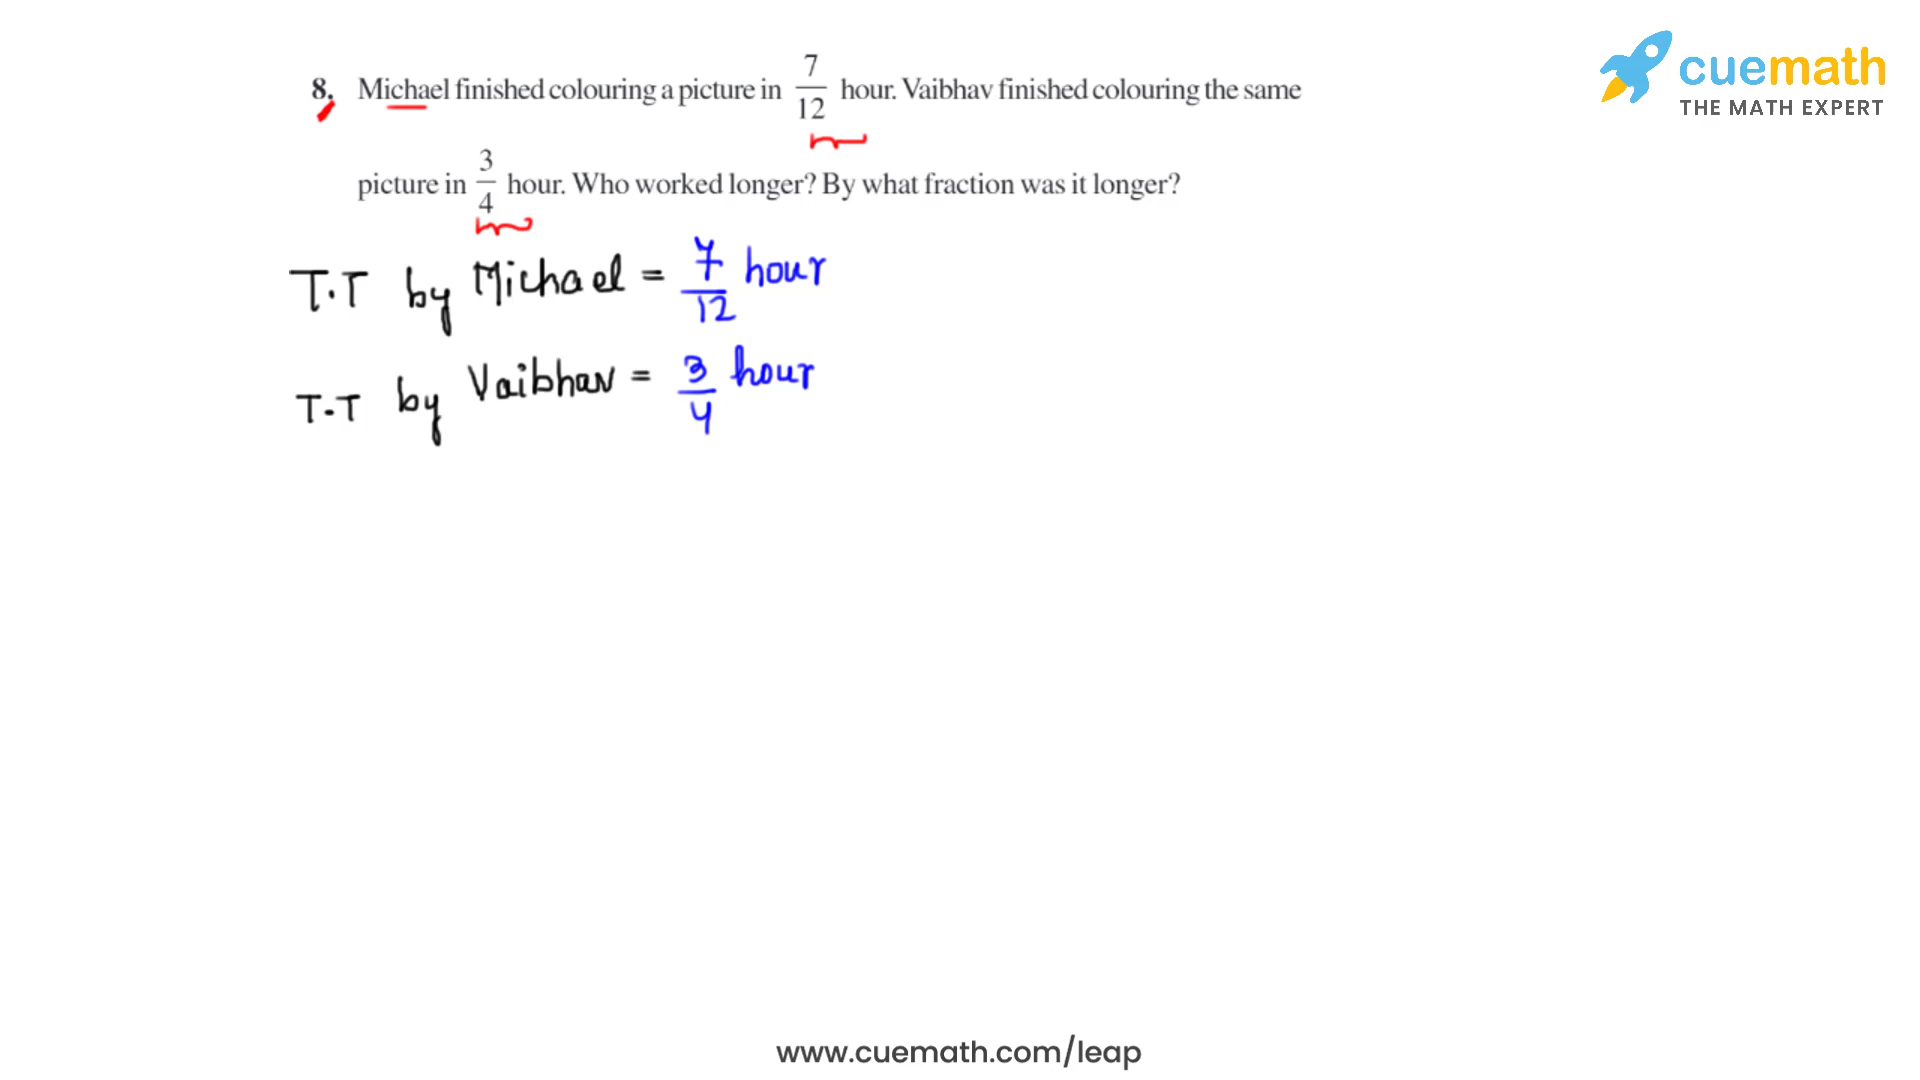 cuemath
THE MATH EXPERT
8. Michael finished colouring a picture in 7/12 hour. Vaibhav finished colouring the same
picture in 3/4 hour. Who worked longer? By what fraction was it longer?
T.T by Michael = 7/12 hour
T.T by Vaibhav = 3/4 hour
www.cuemath.com/leap